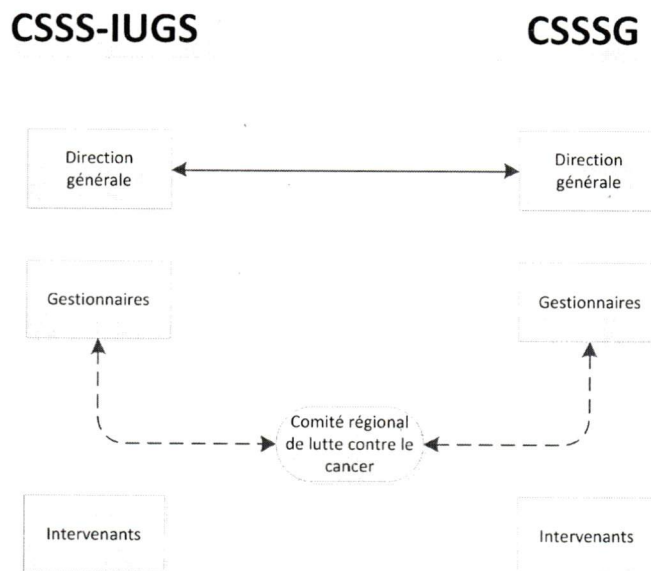 CSSS-IUGS
CSSSG
Direction
générale
Direction
générale
Gestionnaires
Gestionnaires
Comité régional
de lutte contre le
cancer
Intervenants
Intervenants